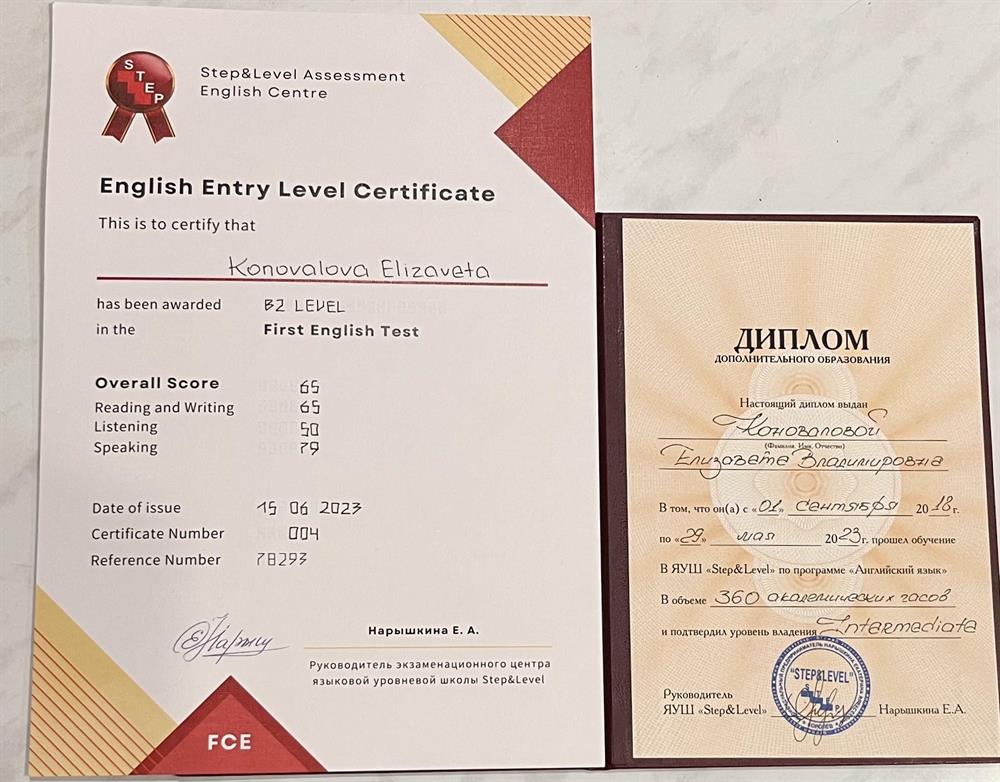 STEP
Step&Level Assessment
English Centre
English Entry Level Certificate
This is to certify that
Konovalova Elizaveta
has been awarded B2 LEVEL
in the First English Test
Overall Score 65
Reading and Writing 65
Listening 50
Speaking 79
Date of issue 15 06 2023
Certificate Number 004
Reference Number 78293
Нарышкина Е. А.
Руководитель экзаменационного центра
языковой уровневой школы Step&Level
FCE
ДИПЛОМ
ДОПОЛНИТЕЛЬНОГО ОБРАЗОВАНИЯ
Настоящий диплом выдан
Коноваловой
(Фамилия, Имя, Отчество)
Елизавета Владимировна
В том, что он(а) с «01» сентября 2018 г.
по «29» мая 2023 г. прошел обучение
В ЯУШ «Step&Level» по программе «Английский язык»
В объеме 360 академических часов
и подтвердил уровень владения Intermediate
"STEP&LEVEL"
STEP
Руководитель
ЯУШ «Step&Level» Нарышкина Е.А.